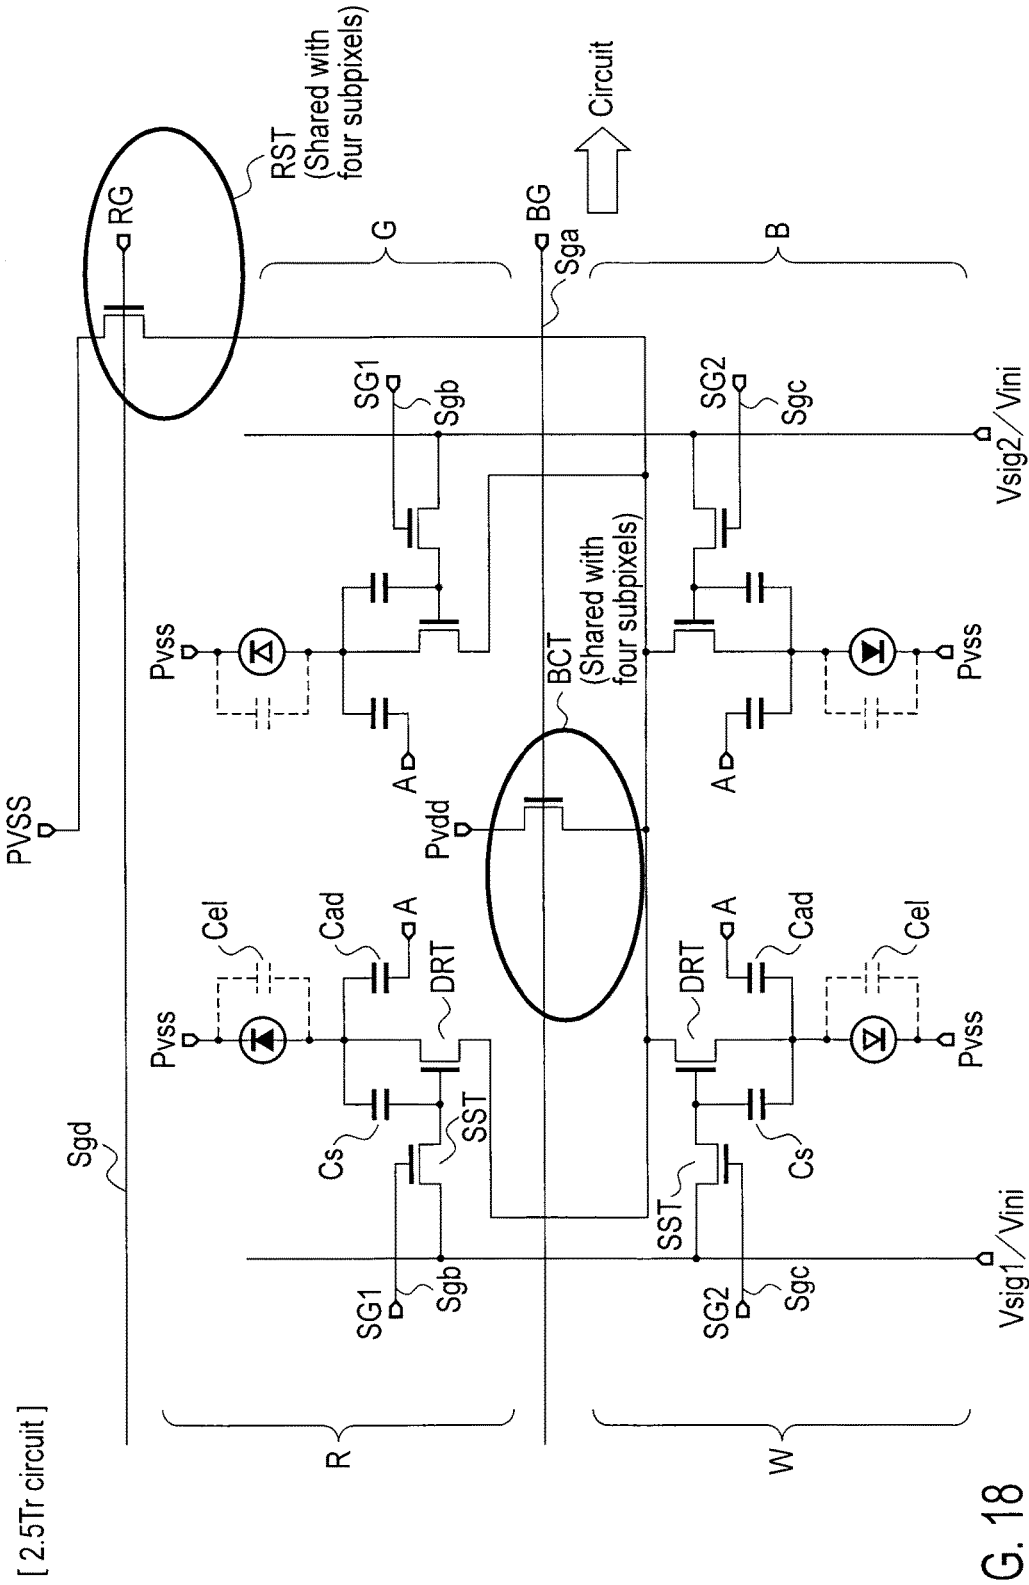 [ 2.5Tr circuit ]
PVSS
Sgd
RG
RST
(Shared with
four subpixels)
R
G
Pvss
Cel
Cad
A
DRT
Cs
SST
SG1
Sgb
Pvss
A
SG1
Sgb
Pvdd
BCT
(Shared with
four subpixels)
BG
Sga
Circuit
W
B
SST
DRT
A
Cad
Cel
Cs
Pvss
SG2
Sgc
A
Pvss
SG2
Sgc
Vsig1/Vini
Vsig2/Vini
G. 18